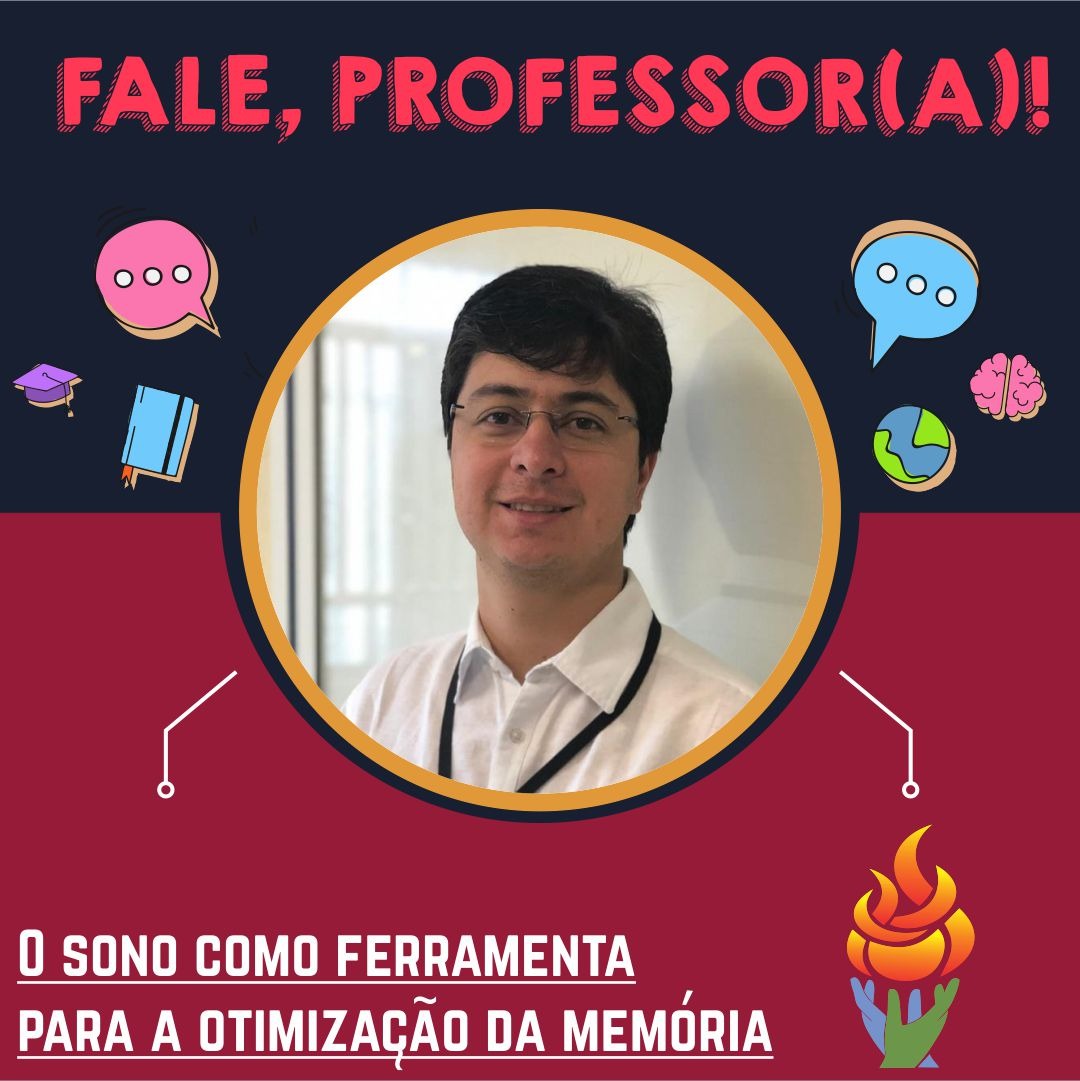 FALE, PROFESSOR(A)!
O SONO COMO FERRAMENTA
PARA A OTIMIZAÇÃO DA MEMÓRIA